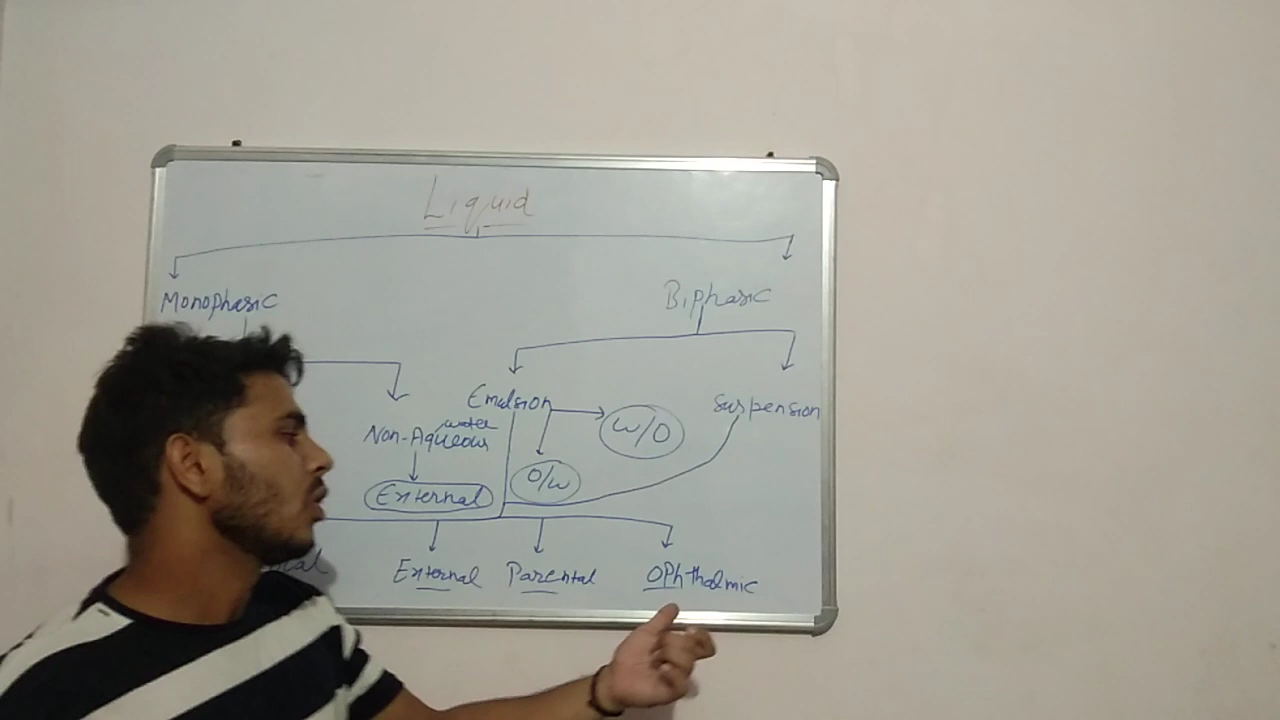 Liquid
Monophasic
Biphasic
Emulsion
Suspension
W/O
water
Non-Aqueous
O/W
External
External
Parental
Ophthalmic